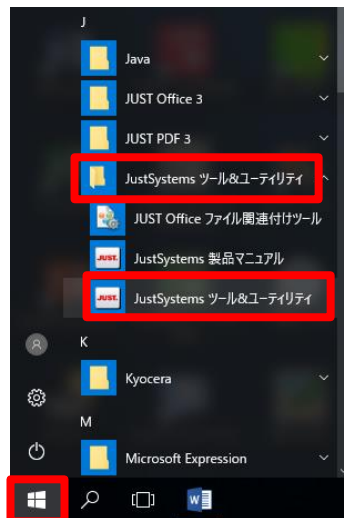 J
Java
JUST Office 3
JUST PDF 3
JustSystems ツール&ユーティリティ
JUST Office ファイル関連付けツール
JUST. JustSystems 製品マニュアル
JUST. JustSystems ツール&ユーティリティ
K
Kyocera
M
Microsoft Expression
W